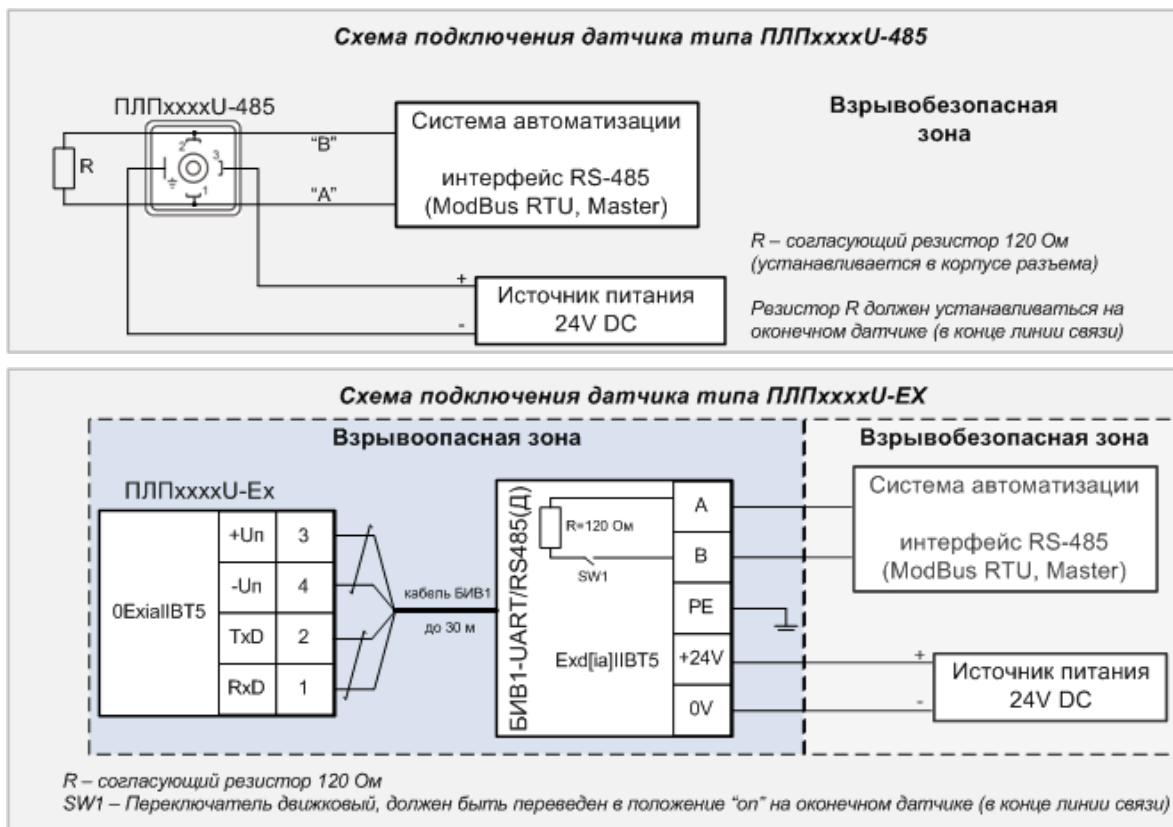 Схема подключения датчика типа ПЛПххххU-485
ПЛПххххU-485
R
2
3
1
“B”
“A”
Система автоматизации
интерфейс RS-485
(ModBus RTU, Master)
+
-
Источник питания
24V DC
Взрывобезопасная
зона
R – согласующий резистор 120 Ом
(устанавливается в корпусе разъема)
Резистор R должен устанавливаться на
оконечном датчике (в конце линии связи)
Схема подключения датчика типа ПЛПххххU-EX
Взрывоопасная зона
Взрывобезопасная зона
ПЛПххххU-Ex
0ExiaIIBT5
+Uп 3
-Uп 4
TxD 2
RxD 1
кабель БИВ1
до 30 м
БИВ1-UART/RS485(Д)
R=120 Ом
SW1
Exd[ia]IIBT5
A
B
PE
+24V
0V
Система автоматизации
интерфейс RS-485
(ModBus RTU, Master)
+
-
Источник питания
24V DC
R – согласующий резистор 120 Ом
SW1 – Переключатель движковый, должен быть переведен в положение “on” на оконечном датчике (в конце линии связи)